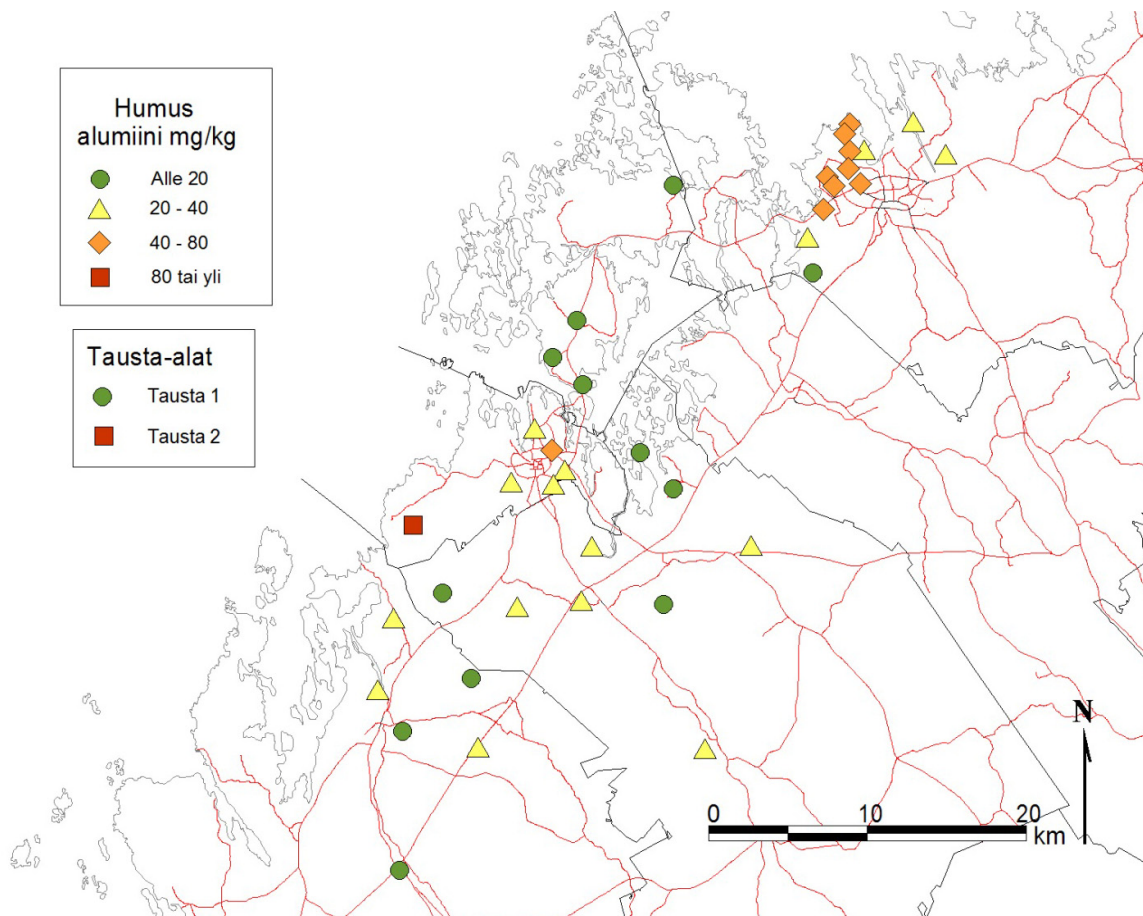 Humus
alumiini mg/kg
Alle 20
20 - 40
40 - 80
80 tai yli
Tausta-alat
Tausta 1
Tausta 2
N
0 10 20
km